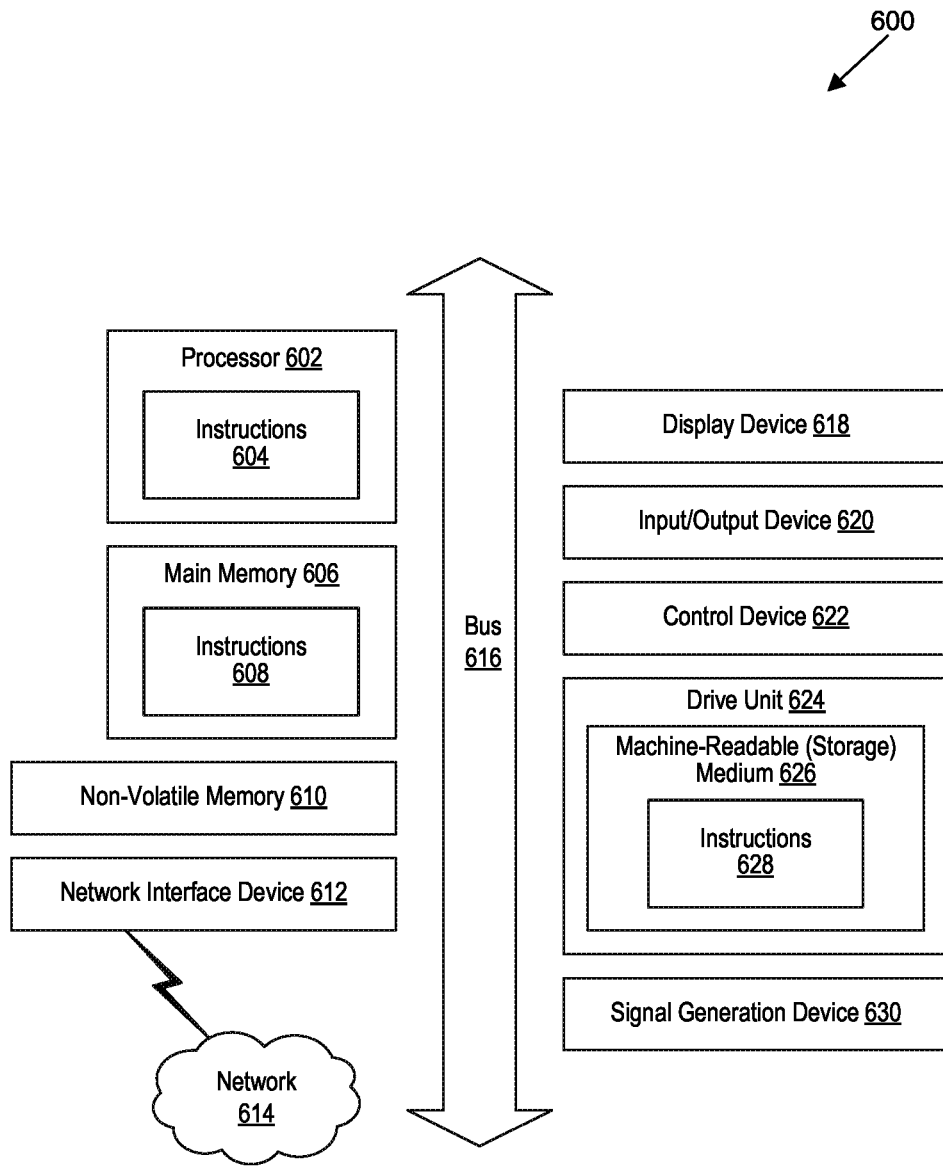 600
Processor 602
Instructions
604
Main Memory 606
Instructions
608
Non-Volatile Memory 610
Network Interface Device 612
Network
614
Bus
616
Display Device 618
Input/Output Device 620
Control Device 622
Drive Unit 624
Machine-Readable (Storage)
Medium 626
Instructions
628
Signal Generation Device 630